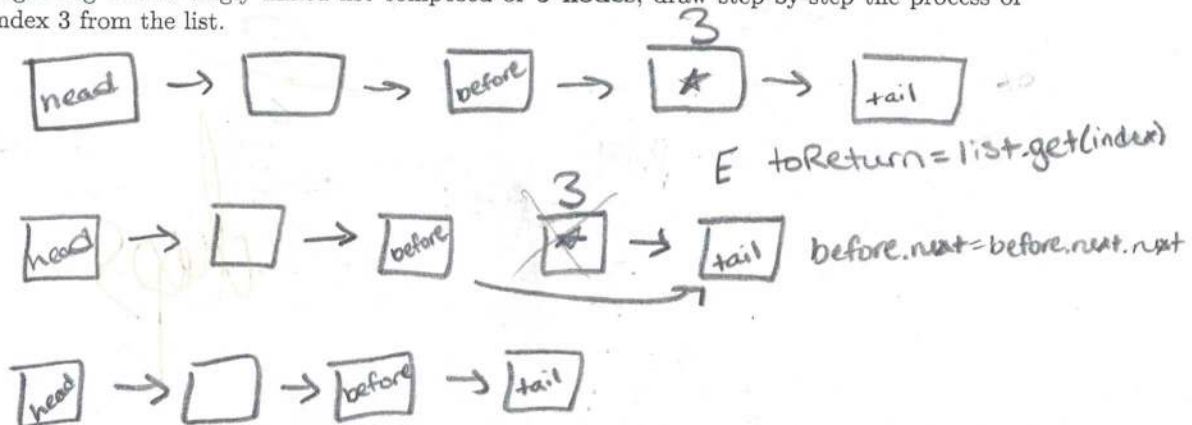 ndex 3 from the list.
3
head → → before → * → tail
E toReturn = list.get(index)
3
head → → before * → tail before.next=before.next.next
head → → before → tail